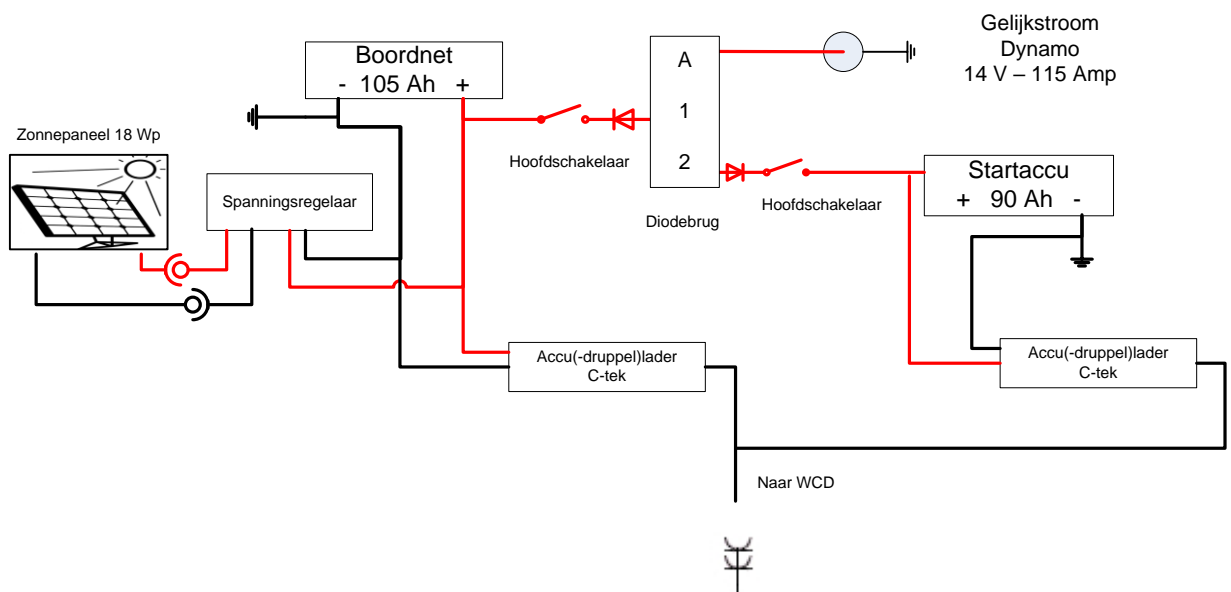 Gelijkstroom
Dynamo
14 V – 115 Amp
Boordnet
- 105 Ah +
A
1
2
Zonnepaneel 18 Wp
Hoofdschakelaar
Spanningsregelaar
Diodebrug
Hoofdschakelaar
Startaccu
+ 90 Ah -
Accu(-druppel)lader
C-tek
Accu(-druppel)lader
C-tek
Naar WCD